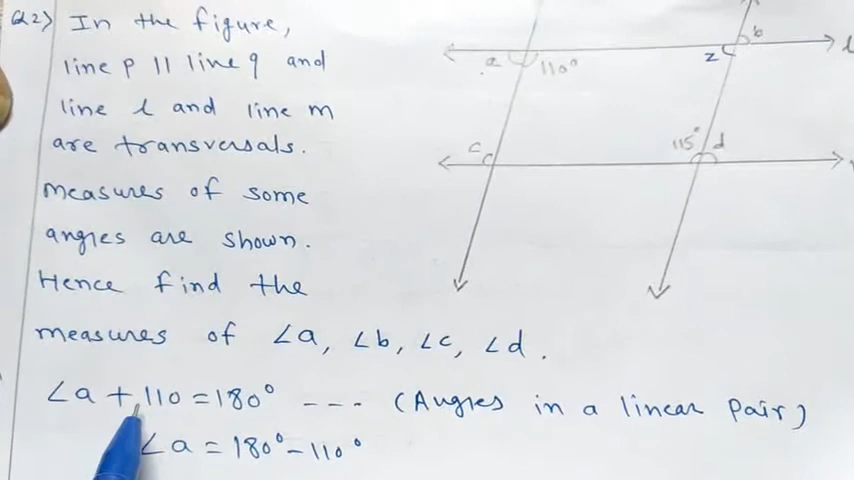 Q2) In the figure,
line p || line q and
line l and line m
are transversals.
measures of some
angles are shown.
Hence find the
measures of ∠a, ∠b, ∠c, ∠d.
∠a + 110 = 180° --- (Angles in a linear pair)
∠a = 180° - 110°
b
l
a 110° z
c 115° d